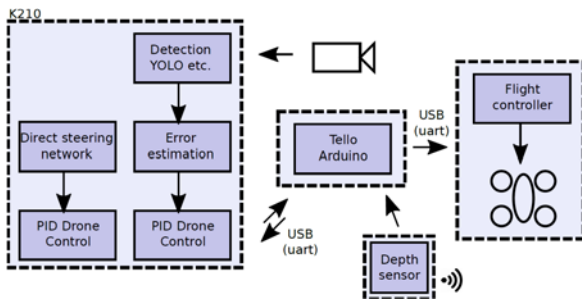 K210
Detection
YOLO etc.
Direct steering
network
Error
estimation
PID Drone
Control
PID Drone
Control
USB
(uart)
Tello
Arduino
USB
(uart)
Depth
sensor
Flight
controller